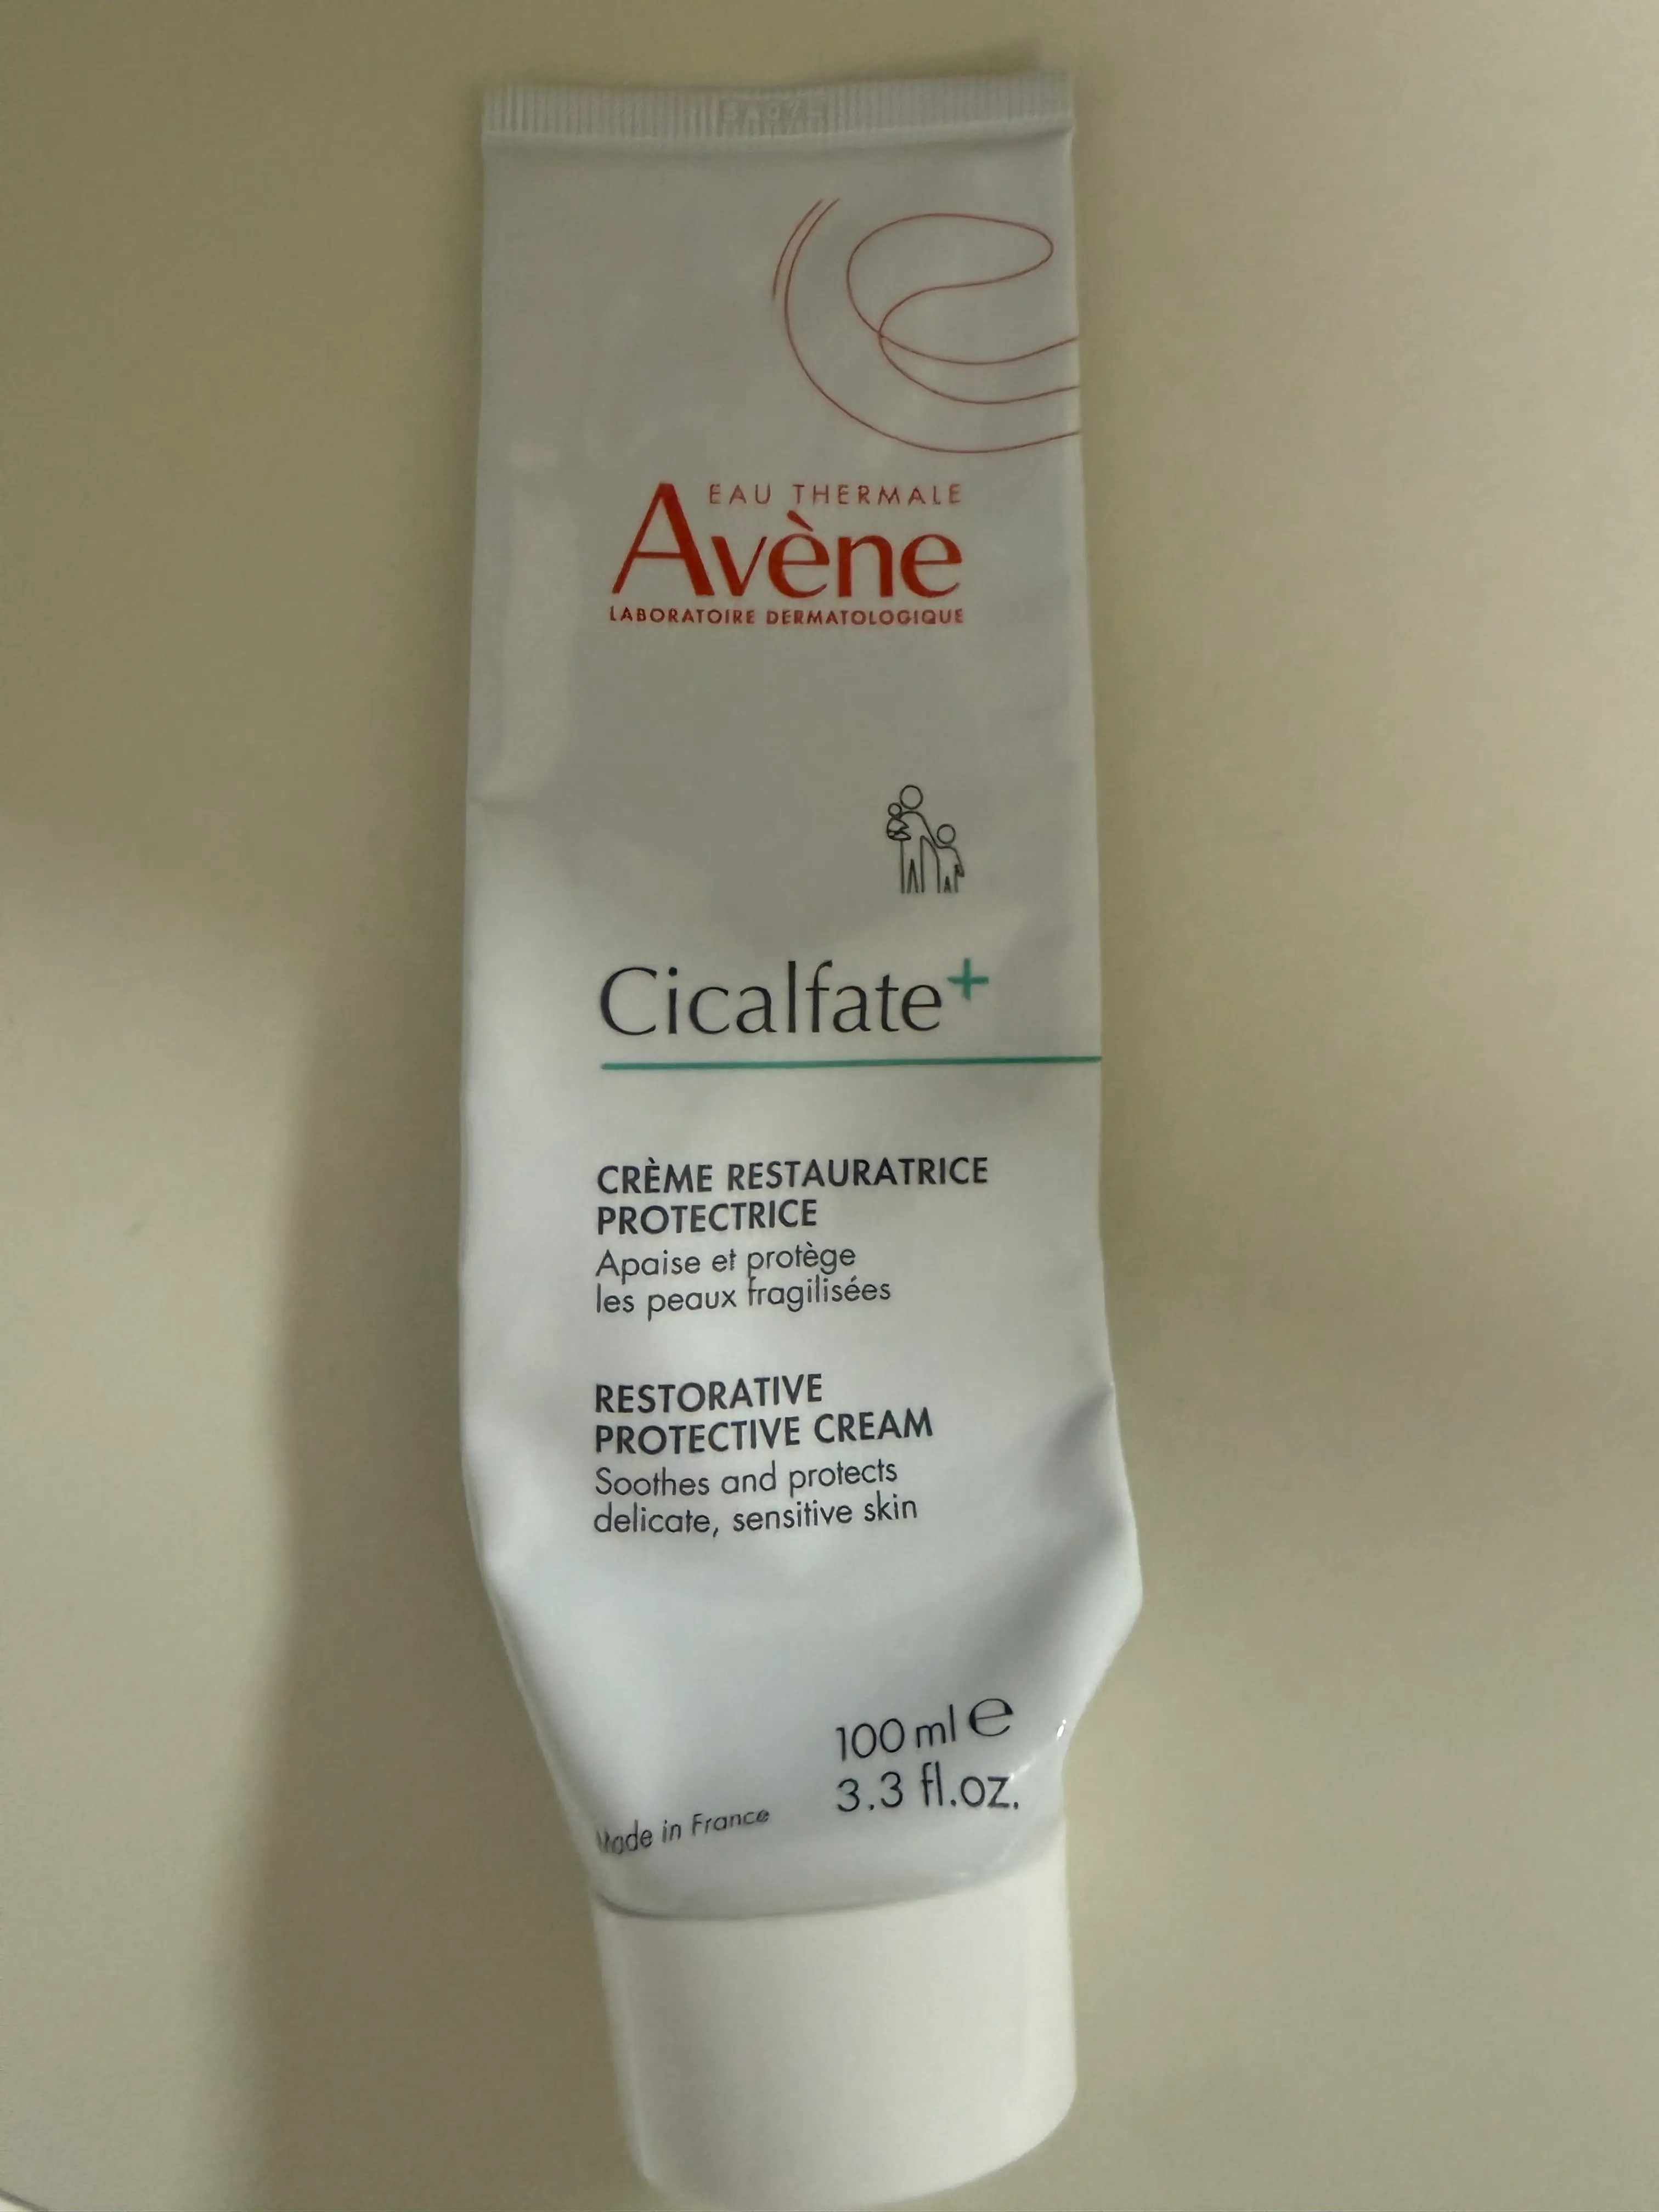 EAU THERMALE
Avène
LABORATOIRE DERMATOLOGIQUE
Cicalfate+
CRÈME RESTAURATRICE
PROTECTRICE
Apaise et protège
les peaux fragilisées
RESTORATIVE
PROTECTIVE CREAM
Soothes and protects
delicate, sensitive skin
100 ml ℮
3.3 fl.oz.
Made in France